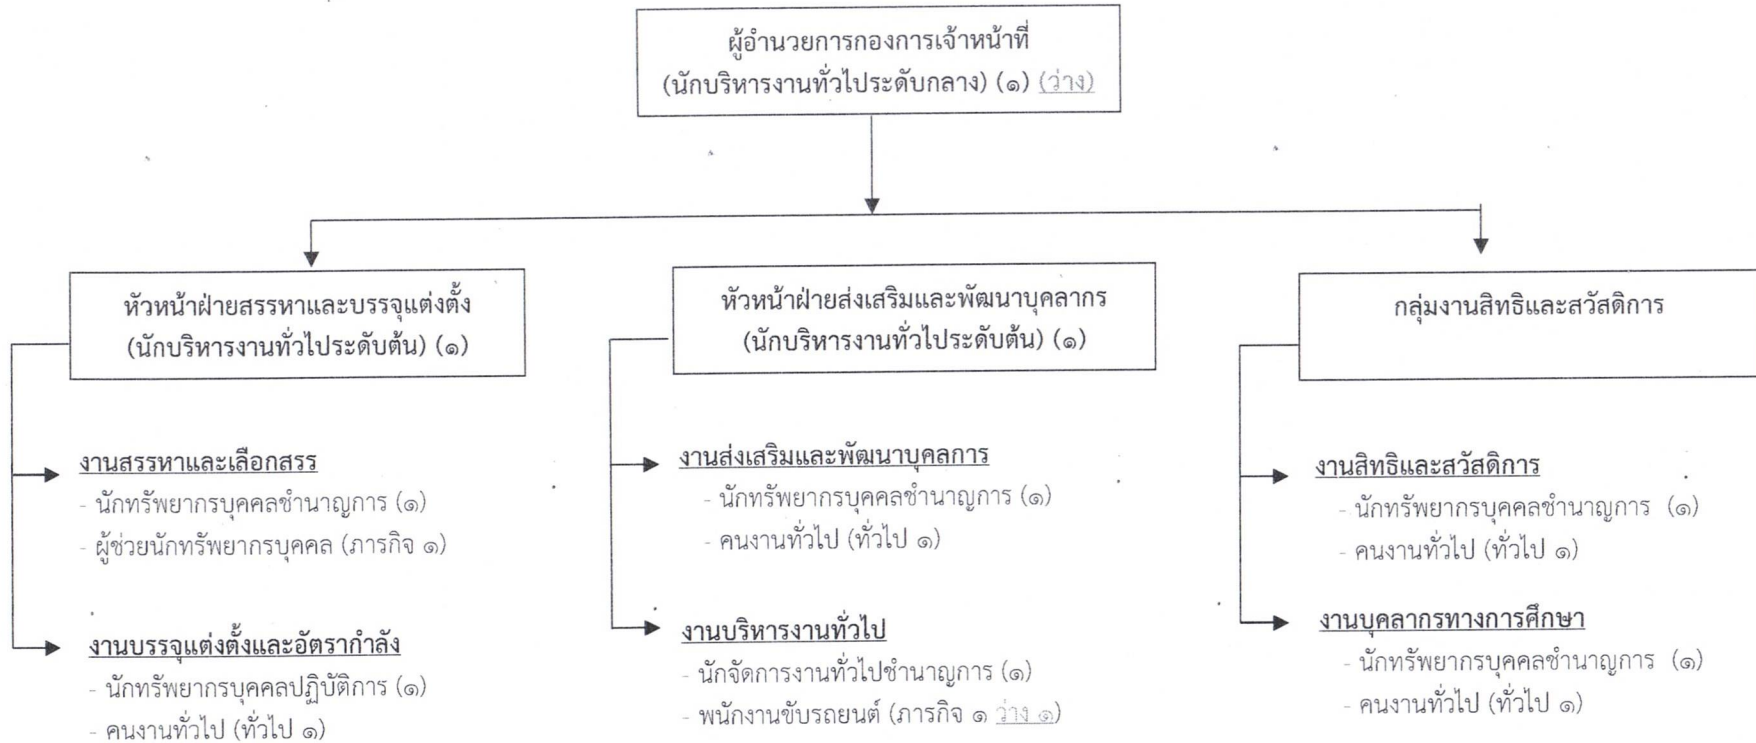 ผู้อำนวยการกองการเจ้าหน้าที่
(นักบริหารงานทั่วไประดับกลาง) (๑) (ว่าง)
หัวหน้าฝ่ายสรรหาและบรรจุแต่งตั้ง
(นักบริหารงานทั่วไประดับต้น) (๑)
งานสรรหาและเลือกสรร
- นักทรัพยากรบุคคลชำนาญการ (๑)
- ผู้ช่วยนักทรัพยากรบุคคล (ภารกิจ ๑)
งานบรรจุแต่งตั้งและอัตรากำลัง
- นักทรัพยากรบุคคลปฏิบัติการ (๑)
- คนงานทั่วไป (ทั่วไป ๑)
หัวหน้าฝ่ายส่งเสริมและพัฒนาบุคลากร
(นักบริหารงานทั่วไประดับต้น) (๑)
งานส่งเสริมและพัฒนาบุคลการ
- นักทรัพยากรบุคคลชำนาญการ (๑)
- คนงานทั่วไป (ทั่วไป ๑)
งานบริหารงานทั่วไป
- นักจัดการงานทั่วไปชำนาญการ (๑)
- พนักงานขับรถยนต์ (ภารกิจ ๑ ว่าง ๑)
กลุ่มงานสิทธิและสวัสดิการ
งานสิทธิและสวัสดิการ
- นักทรัพยากรบุคคลชำนาญการ (๑)
- คนงานทั่วไป (ทั่วไป ๑)
งานบุคลากรทางการศึกษา
- นักทรัพยากรบุคคลชำนาญการ (๑)
- คนงานทั่วไป (ทั่วไป ๑)